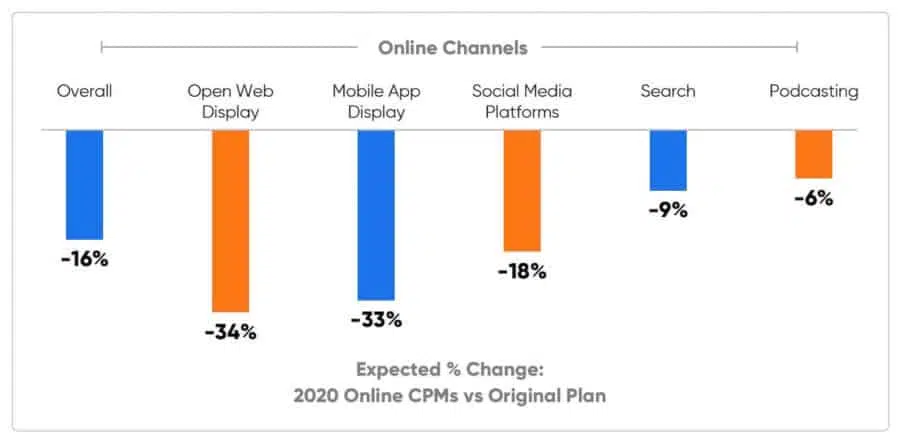 Online Channels
Overall
Open Web
Display
Mobile App
Display
Social Media
Platforms
Search
Podcasting
-16%
-34%
-33%
-18%
-9%
-6%
Expected % Change:
2020 Online CPMs vs Original Plan